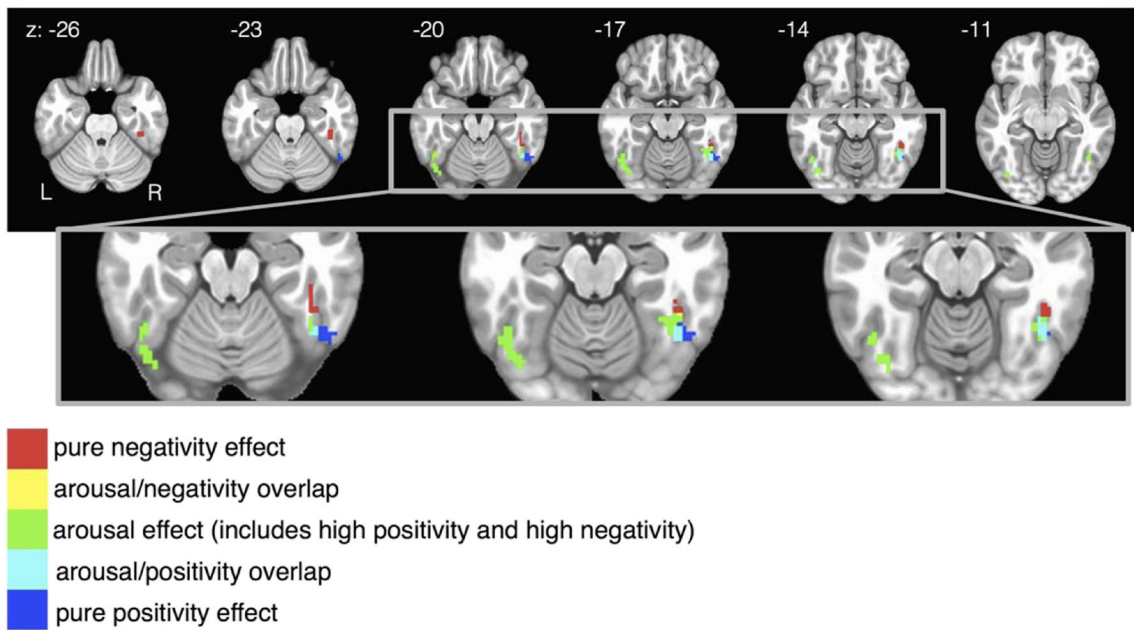 z: -26
-23
-20
-17
-14
-11
L
R
pure negativity effect
arousal/negativity overlap
arousal effect (includes high positivity and high negativity)
arousal/positivity overlap
pure positivity effect